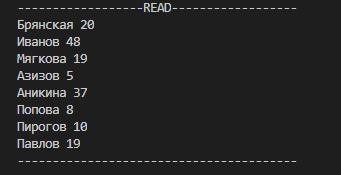 ------------------READ------------------
Брянская 20
Иванов 48
Мягкова 19
Азизов 5
Аникина 37
Попова 8
Пирогов 10
Павлов 19
----------------------------------------